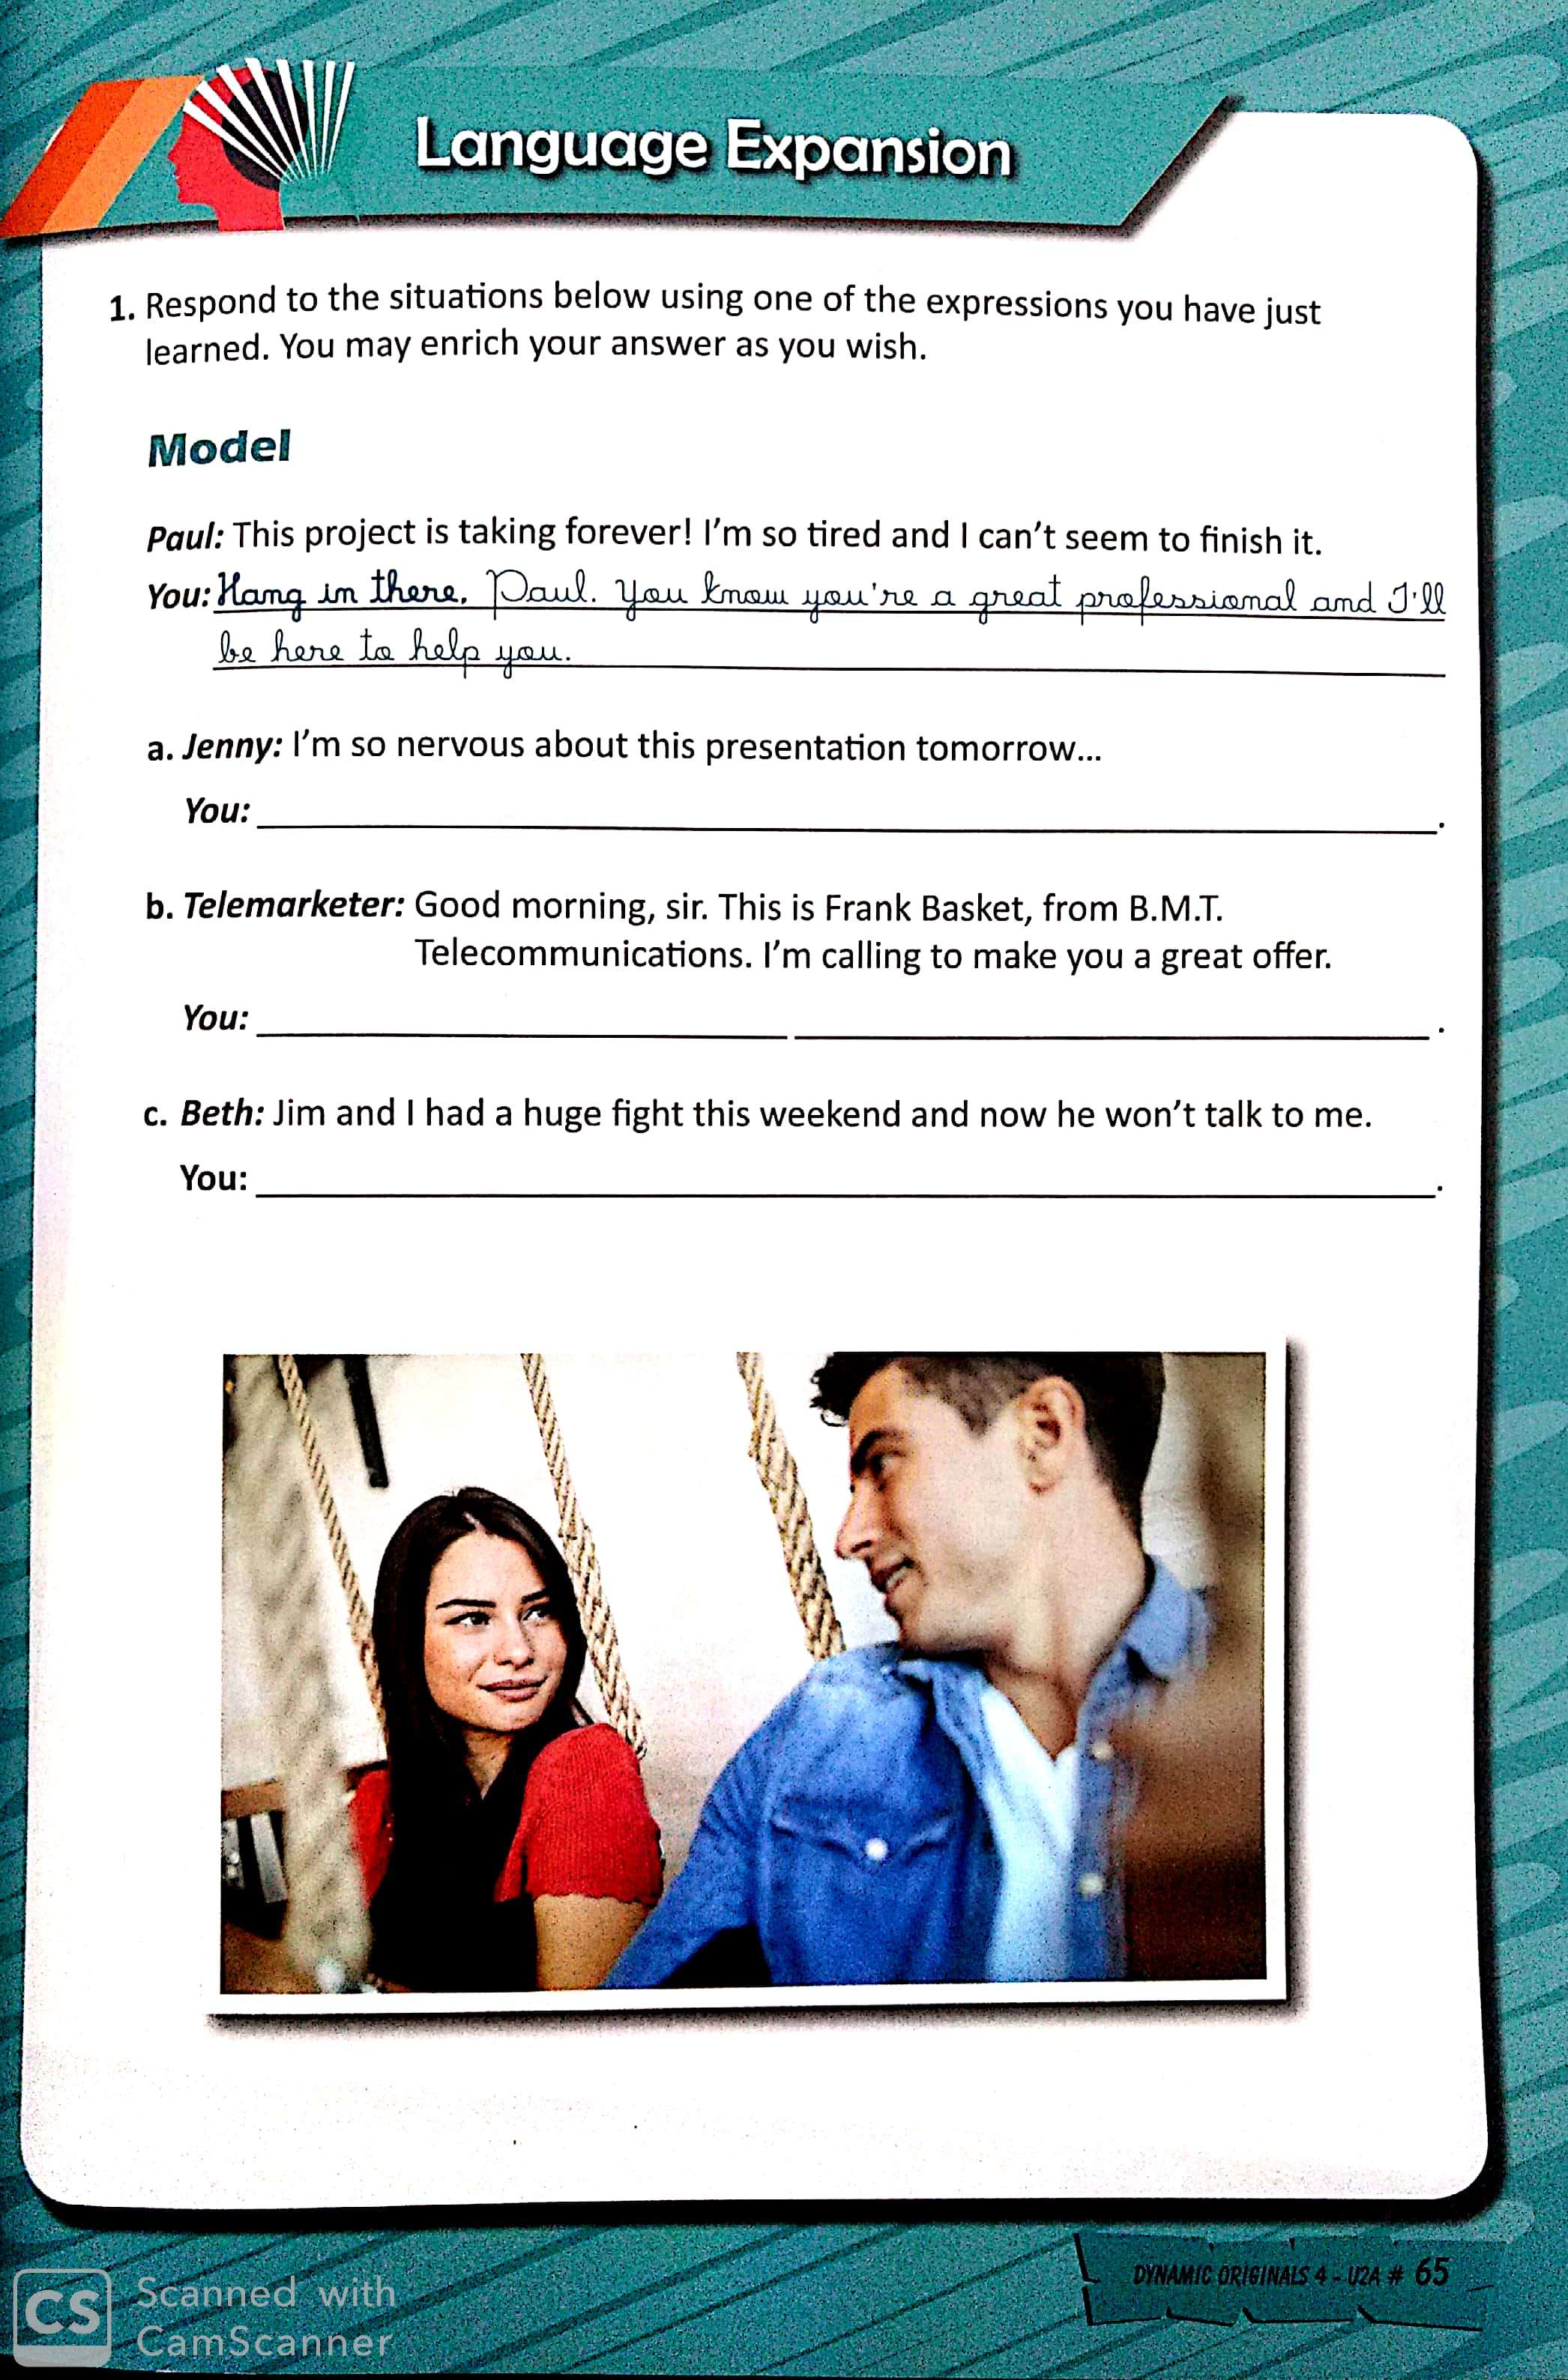 Language Expansion
1. Respond to the situations below using one of the expressions you have just
learned. You may enrich your answer as you wish.
Model
Paul: This project is taking forever! I'm so tired and I can't seem to finish it.
You: Hang in there, Paul. You know you're a great professional and I'll
be here to help you.
a. Jenny: I'm so nervous about this presentation tomorrow...
You: .
b. Telemarketer: Good morning, sir. This is Frank Basket, from B.M.T.
Telecommunications. I'm calling to make you a great offer.
You: .
c. Beth: Jim and I had a huge fight this weekend and now he won't talk to me.
You: .
DYNAMIC ORIGINALS 4 - U2A # 65
CS Scanned with
CamScanner